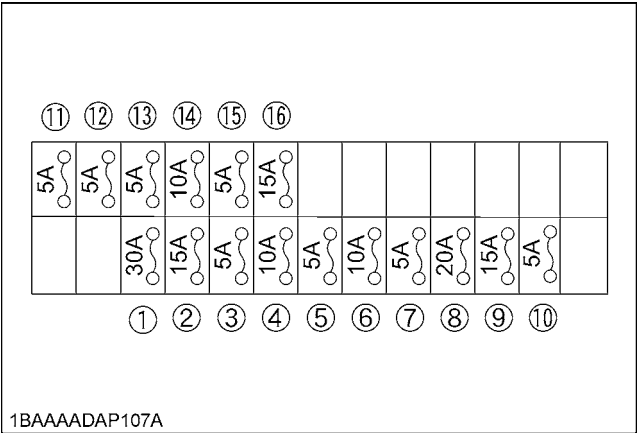 ⑪ ⑫ ⑬ ⑭ ⑮ ⑯
5A 5A 5A 10A 5A 15A
30A 15A 5A 10A 5A 10A 5A 20A 15A 5A
① ② ③ ④ ⑤ ⑥ ⑦ ⑧ ⑨ ⑩
1BAAAADAP107A